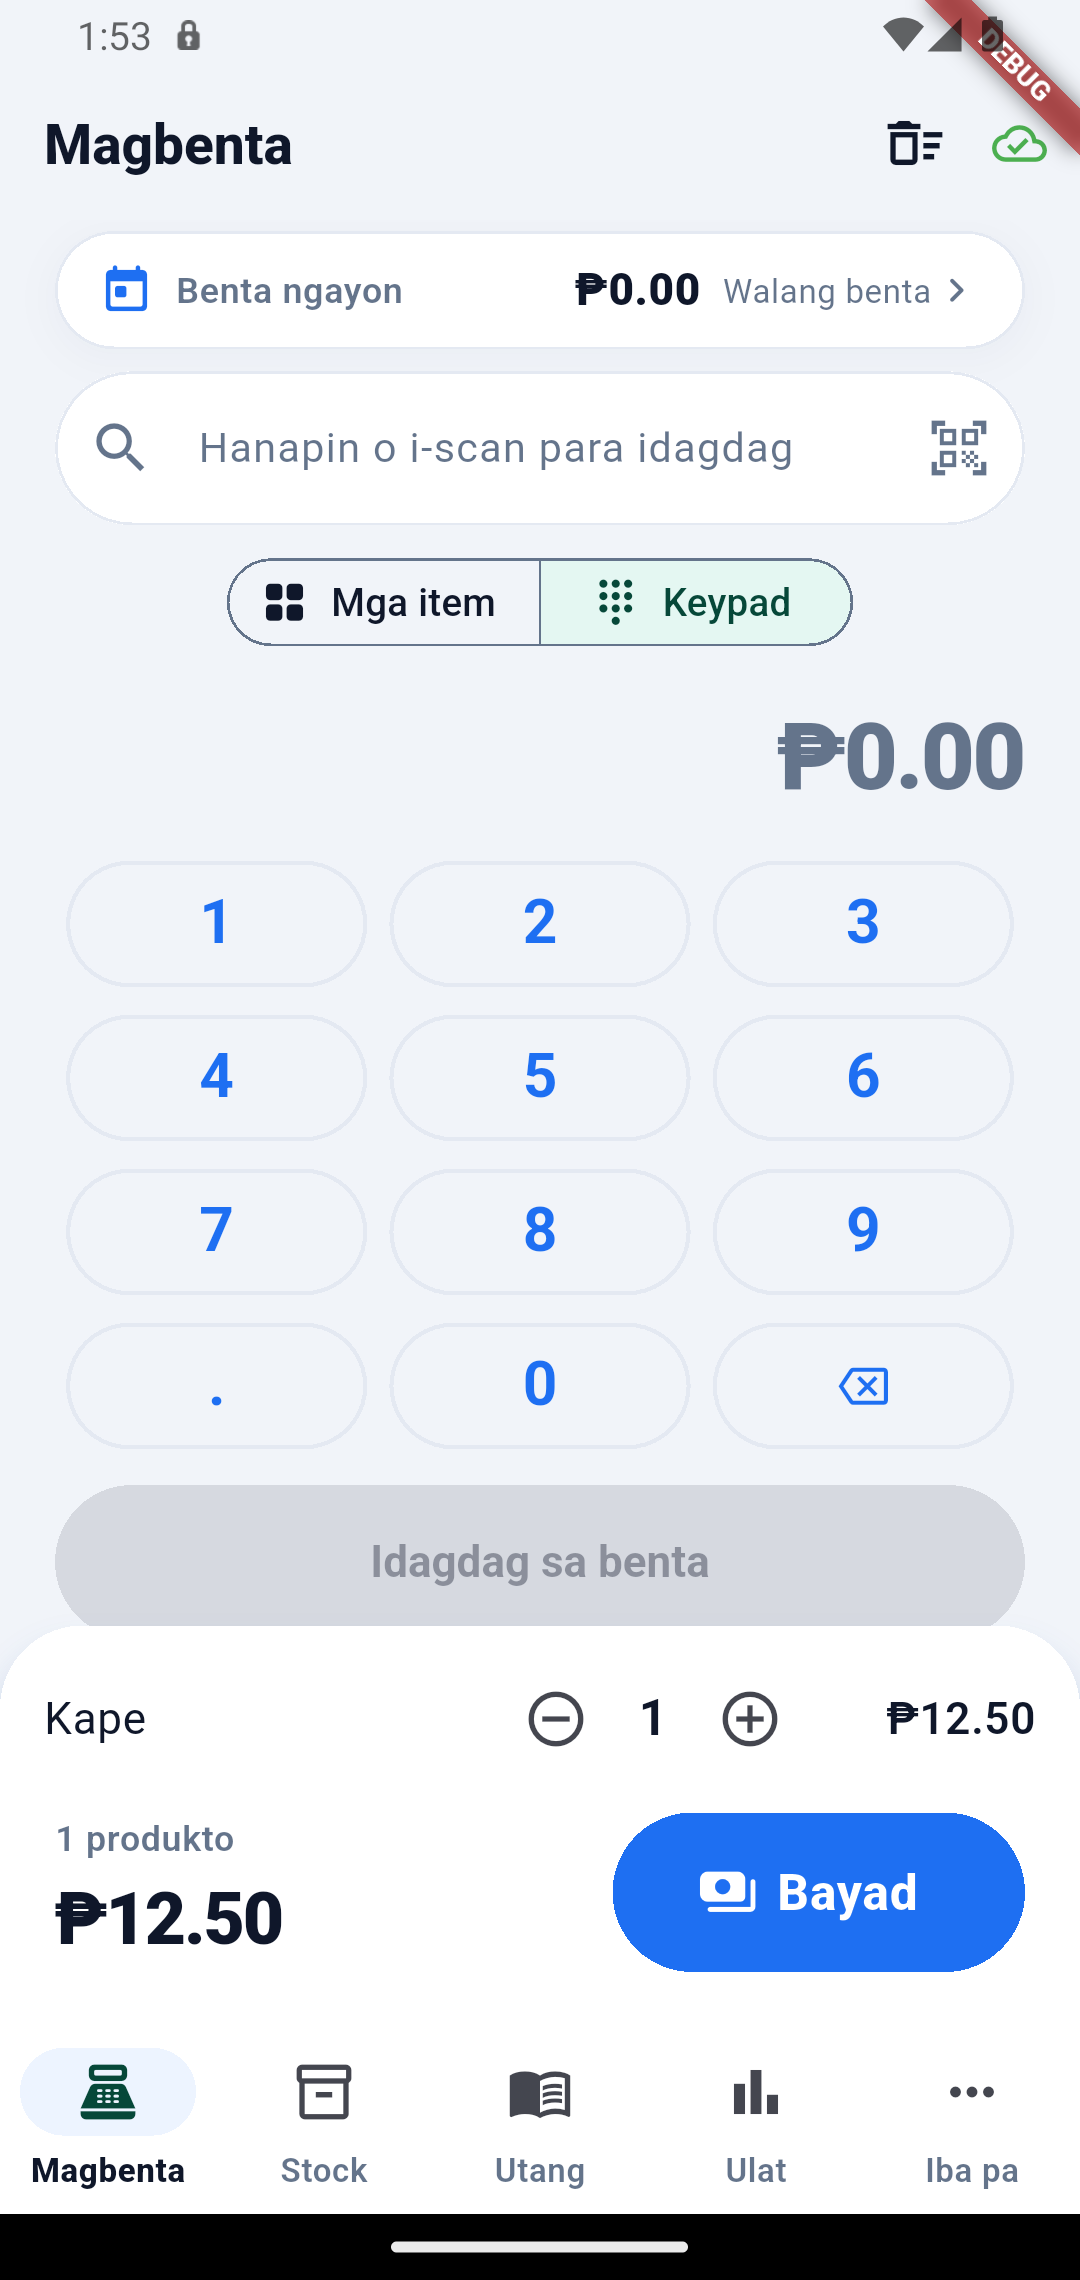 1:53
DEBUG
Magbenta
Benta ngayon ₱0.00 Walang benta
Hanapin o i-scan para idagdag
Mga item Keypad
₱0.00
1 2 3
4 5 6
7 8 9
. 0
Idagdag sa benta
Kape 1 ₱12.50
1 produkto
₱12.50
Bayad
Magbenta Stock Utang Ulat Iba pa